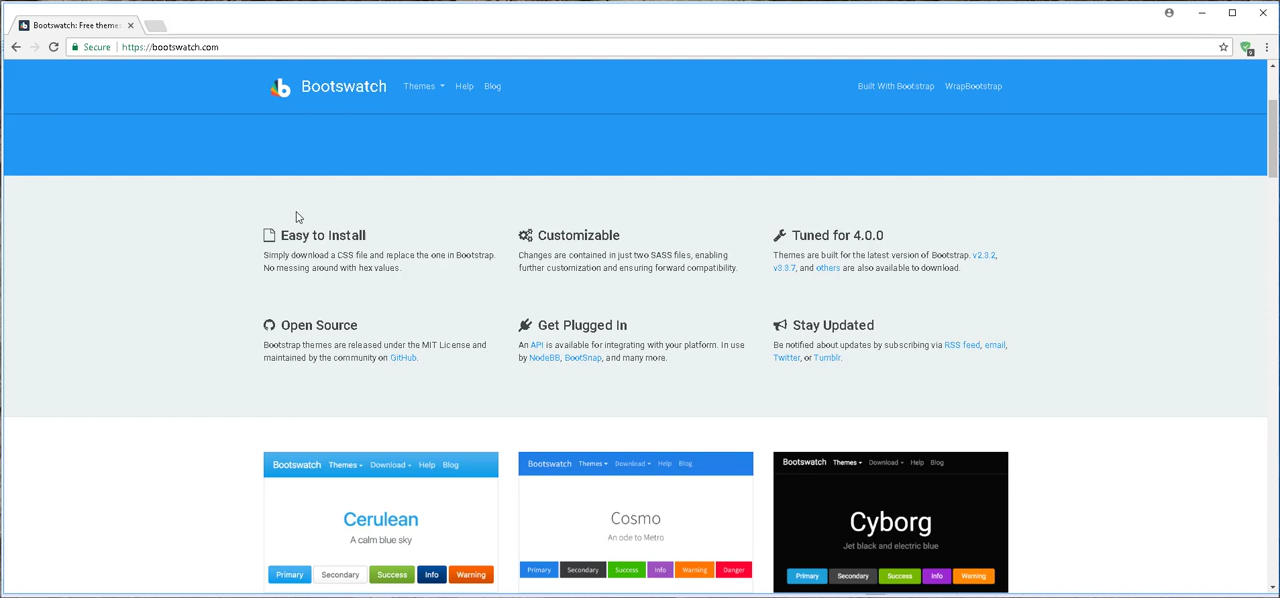 Bootswatch: Free theme
Secure https://bootswatch.com
9
Bootswatch Themes Help Blog Built With Bootstrap WrapBootstrap
Easy to Install
Simply download a CSS file and replace the one in Bootstrap.
No messing around with hex values.
Customizable
Changes are contained in just two SASS files, enabling
further customization and ensuring forward compatibility.
Tuned for 4.0.0
Themes are built for the latest version of Bootstrap. v2.3.2,
v3.3.7, and others are also available to download.
Open Source
Bootstrap themes are released under the MIT License and
maintained by the community on GitHub.
Get Plugged In
An API is available for integrating with your platform. In use
by NodeBB, BootSnap, and many more.
Stay Updated
Be notified about updates by subscribing via RSS feed, email,
Twitter, or Tumblr.
Bootswatch Themes Download Help Blog
Cerulean
A calm blue sky
Primary Secondary Success Info Warning
Bootswatch Themes Download Help Blog
Cosmo
An ode to Metro
Primary Secondary Success Info Warning Danger
Bootswatch Themes Download Help Blog
Cyborg
Jet black and electric blue
Primary Secondary Success Info Warning